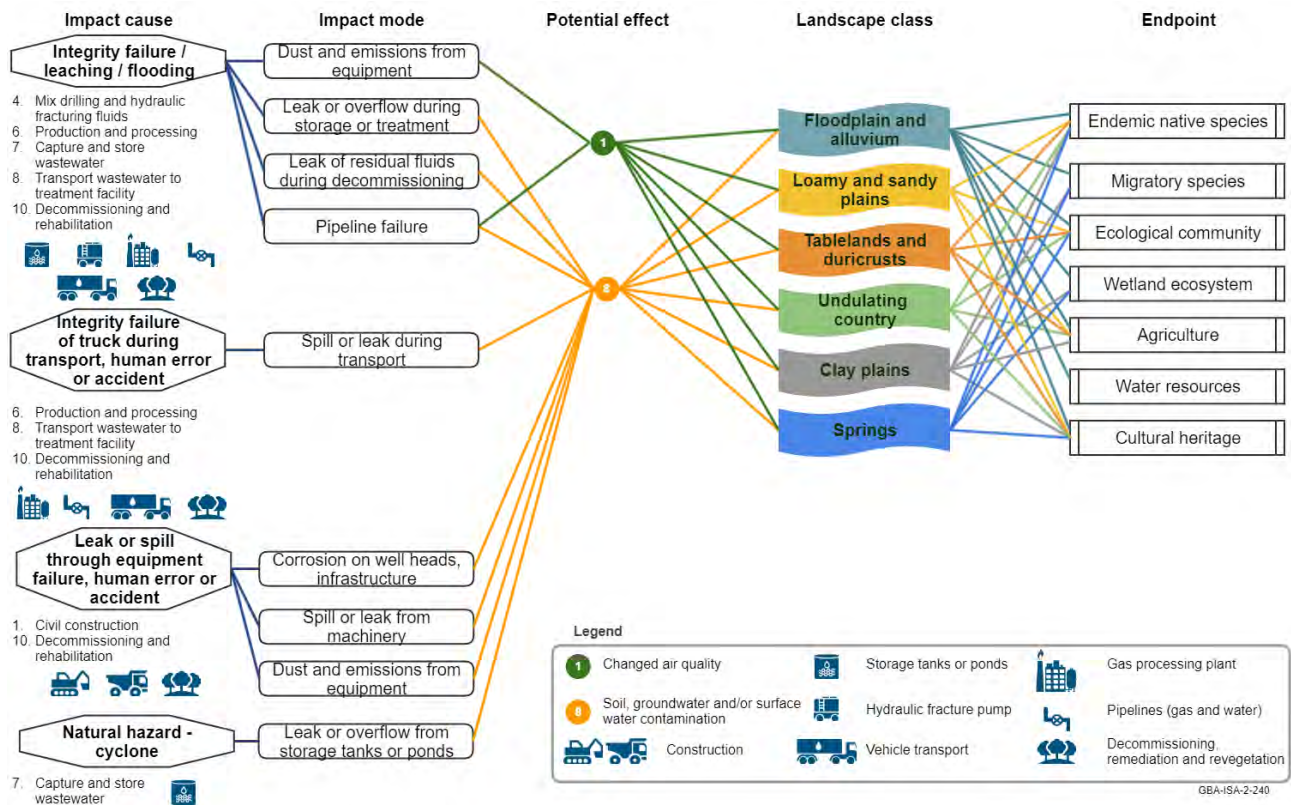 Impact cause
Impact mode
Potential effect
Landscape class
Endpoint
Integrity failure /
leaching / flooding
4. Mix drilling and hydraulic
fracturing fluids
6. Production and processing
7. Capture and store
wastewater
8. Transport wastewater to
treatment facility
10. Decommissioning and
rehabilitation
Integrity failure
of truck during
transport, human error
or accident
6. Production and processing
8. Transport wastewater to
treatment facility
10. Decommissioning and
rehabilitation
Leak or spill
through equipment
failure, human error or
accident
1. Civil construction
10. Decommissioning and
rehabilitation
Natural hazard -
cyclone
7. Capture and store
wastewater
Dust and emissions from
equipment
Leak or overflow during
storage or treatment
Leak of residual fluids
during decommissioning
Pipeline failure
Spill or leak during
transport
Corrosion on well heads,
infrastructure
Spill or leak from
machinery
Dust and emissions from
equipment
Leak or overflow from
storage tanks or ponds
1
8
Floodplain and
alluvium
Loamy and sandy
plains
Tablelands and
duricrusts
Undulating
country
Clay plains
Springs
Endemic native species
Migratory species
Ecological community
Wetland ecosystem
Agriculture
Water resources
Cultural heritage
Legend
1 Changed air quality
8 Soil, groundwater and/or surface
water contamination
Construction
Storage tanks or ponds
Hydraulic fracture pump
Vehicle transport
Gas processing plant
Pipelines (gas and water)
Decommissioning,
remediation and revegetation
GBA-ISA-2-240